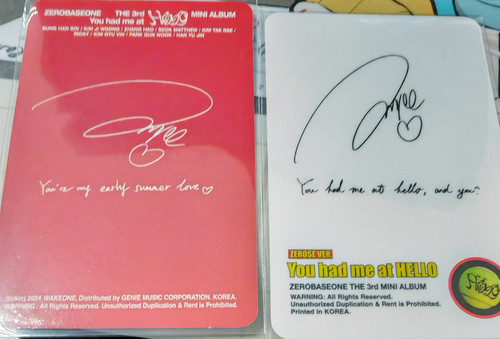 ZEROBASEONE THE 3rd MINI ALBUM
You had me at Hello
SUNG HAN BIN / KIM JI WOONG / ZHANG HAO / SEOK MATTHEW / KIM TAE RAE /
RICKY / KIM GYU VIN / PARK GUN WOOK / HAN YU JIN
You're my early summer love ♡
2024 WAKEONE. Distributed by GENIE MUSIC CORPORATION. KOREA.
WARNING : All Rights Reserved. Unauthorized Duplication & Rent is Prohibited.
You had me at hello, and you?
ZEROSE VER.
You had me at HELLO
ZEROBASEONE THE 3RD MINI ALBUM
WARNING: All Rights Reserved.
Unauthorized Duplication & Rent is Prohibited.
Printed in KOREA.
Hello